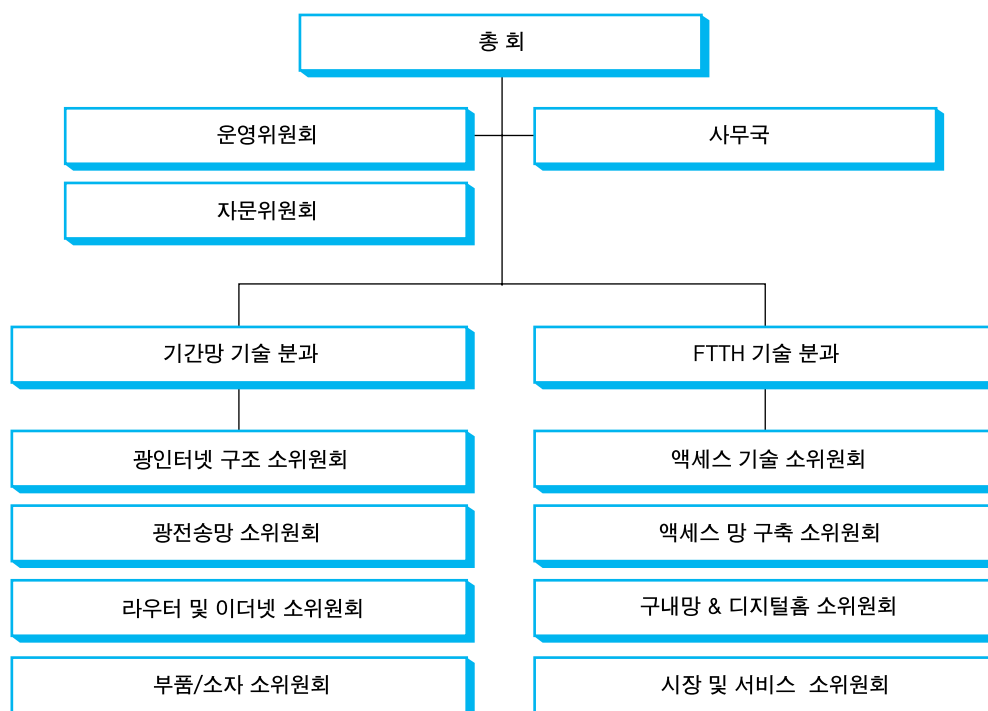 총 회
운영위원회
사무국
자문위원회
기간망 기술 분과
FTTH 기술 분과
광인터넷 구조 소위원회
액세스 기술 소위원회
광전송망 소위원회
액세스 망 구축 소위원회
라우터 및 이더넷 소위원회
구내망 & 디지털홈 소위원회
부품/소자 소위원회
시장 및 서비스 소위원회